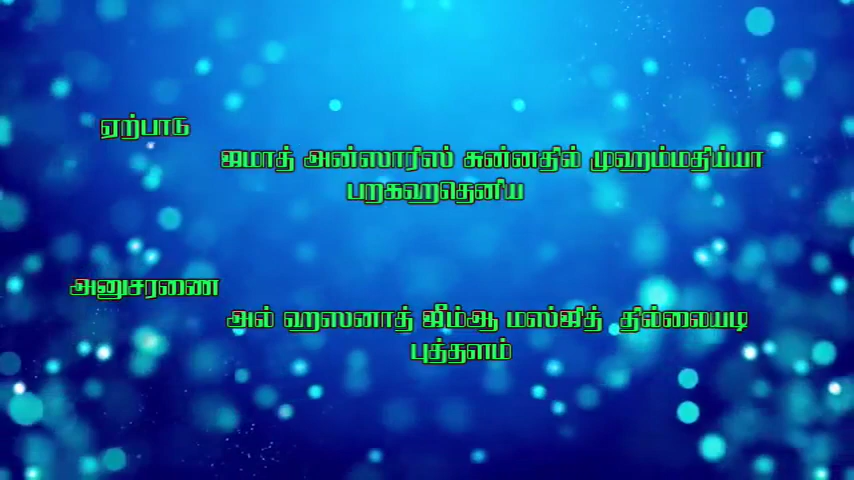 ஏற்பாடு
ஜமாத் அன்ஸாரிஸ் சுன்னதில் முஹம்மதிய்யா
பறகஹதெனிய
அனுசரணை
அல் ஹஸனாத் ஜீம்ஆ மஸ்ஜித் தில்லையடி
புத்தளம்